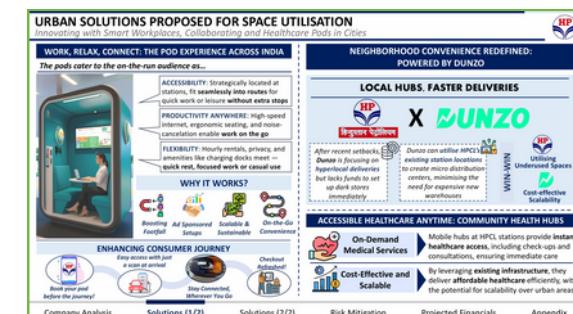 URBAN SOLUTIONS PROPOSED FOR SPACE UTILISATION
Innovating with Smart Workplaces, Collaborating and Healthcare Pods in Cities
HP
WORK, RELAX, CONNECT: THE POD EXPERIENCE ACROSS INDIA
The pods cater to the on-the-run audience as...
ACCESSIBILITY: Strategically located at
stations, fit seamlessly into routes for
quick work or leisure without extra stops
PRODUCTIVITY ANYWHERE: High-speed
internet, ergonomic seating, and noise-
cancelation enable work on the go
FLEXIBILITY: Hourly rentals, privacy, and
amenities like charging docks meet —
quick rest, focused work or casual use
WHY IT WORKS?
Boosting
Footfall
Ad Sponsored
Setups
Scalable &
Sustainable
On-the-Go
Convenience
ENHANCING CONSUMER JOURNEY
Book your pod
before the journey!
Easy access with just
a scan at arrival
Stay Connected,
Wherever You Go
Checkout
Refreshed!
NEIGHBORHOOD CONVENIENCE REDEFINED:
POWERED BY DUNZO
LOCAL HUBS, FASTER DELIVERIES
HP
हिन्दुस्तान पेट्रोलियम
X
DUNZO
After recent setbacks,
Dunzo is focusing on
hyperlocal deliveries
but lacks funds to set
up dark stores
immediately
Dunzo can utilise HPCL's
existing station locations
to create micro distribution
centers, minimising the
need for expensive new
warehouses
WIN-WIN
HP
Utilising
Underused Spaces
Cost-effective
Scalability
ACCESSIBLE HEALTHCARE ANYTIME: COMMUNITY HEALTH HUBS
On-Demand
Medical Services
Mobile hubs at HPCL stations provide instan
healthcare access, including check-ups and
consultations, ensuring immediate care
Cost-Effective and
Scalable
By leveraging existing infrastructure, they
deliver affordable healthcare efficiently, wit
the potential for scalability over urban areas
Company Analysis
Solutions (1/2)
Solutions (2/2)
Risk Mitigation
Projected Financials
Appendix